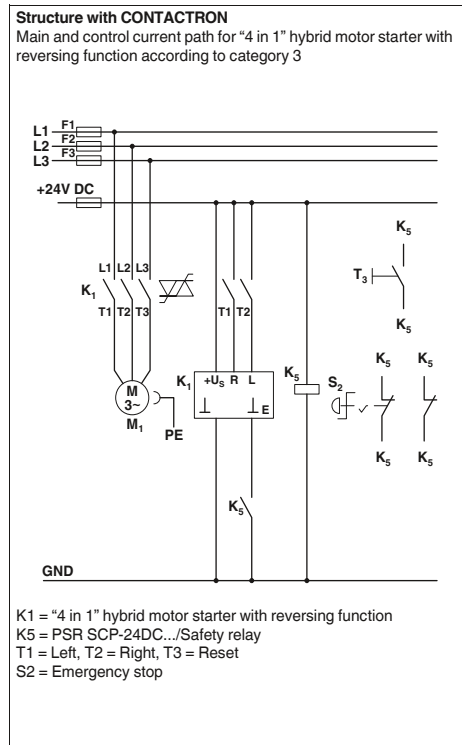 Structure with CONTACTRON
Main and control current path for “4 in 1” hybrid motor starter with
reversing function according to category 3
F1
L1
F2
L2
F3
L3
+24V DC
K5
L1 L2 L3
T3
K1
T1 T2 T3
T1 T2
K5
K5 K5
K1 +US R L K5 S2
M
3~
E
M1
PE
K5 K5
K5
GND
K1 = “4 in 1” hybrid motor starter with reversing function
K5 = PSR SCP-24DC.../Safety relay
T1 = Left, T2 = Right, T3 = Reset
S2 = Emergency stop